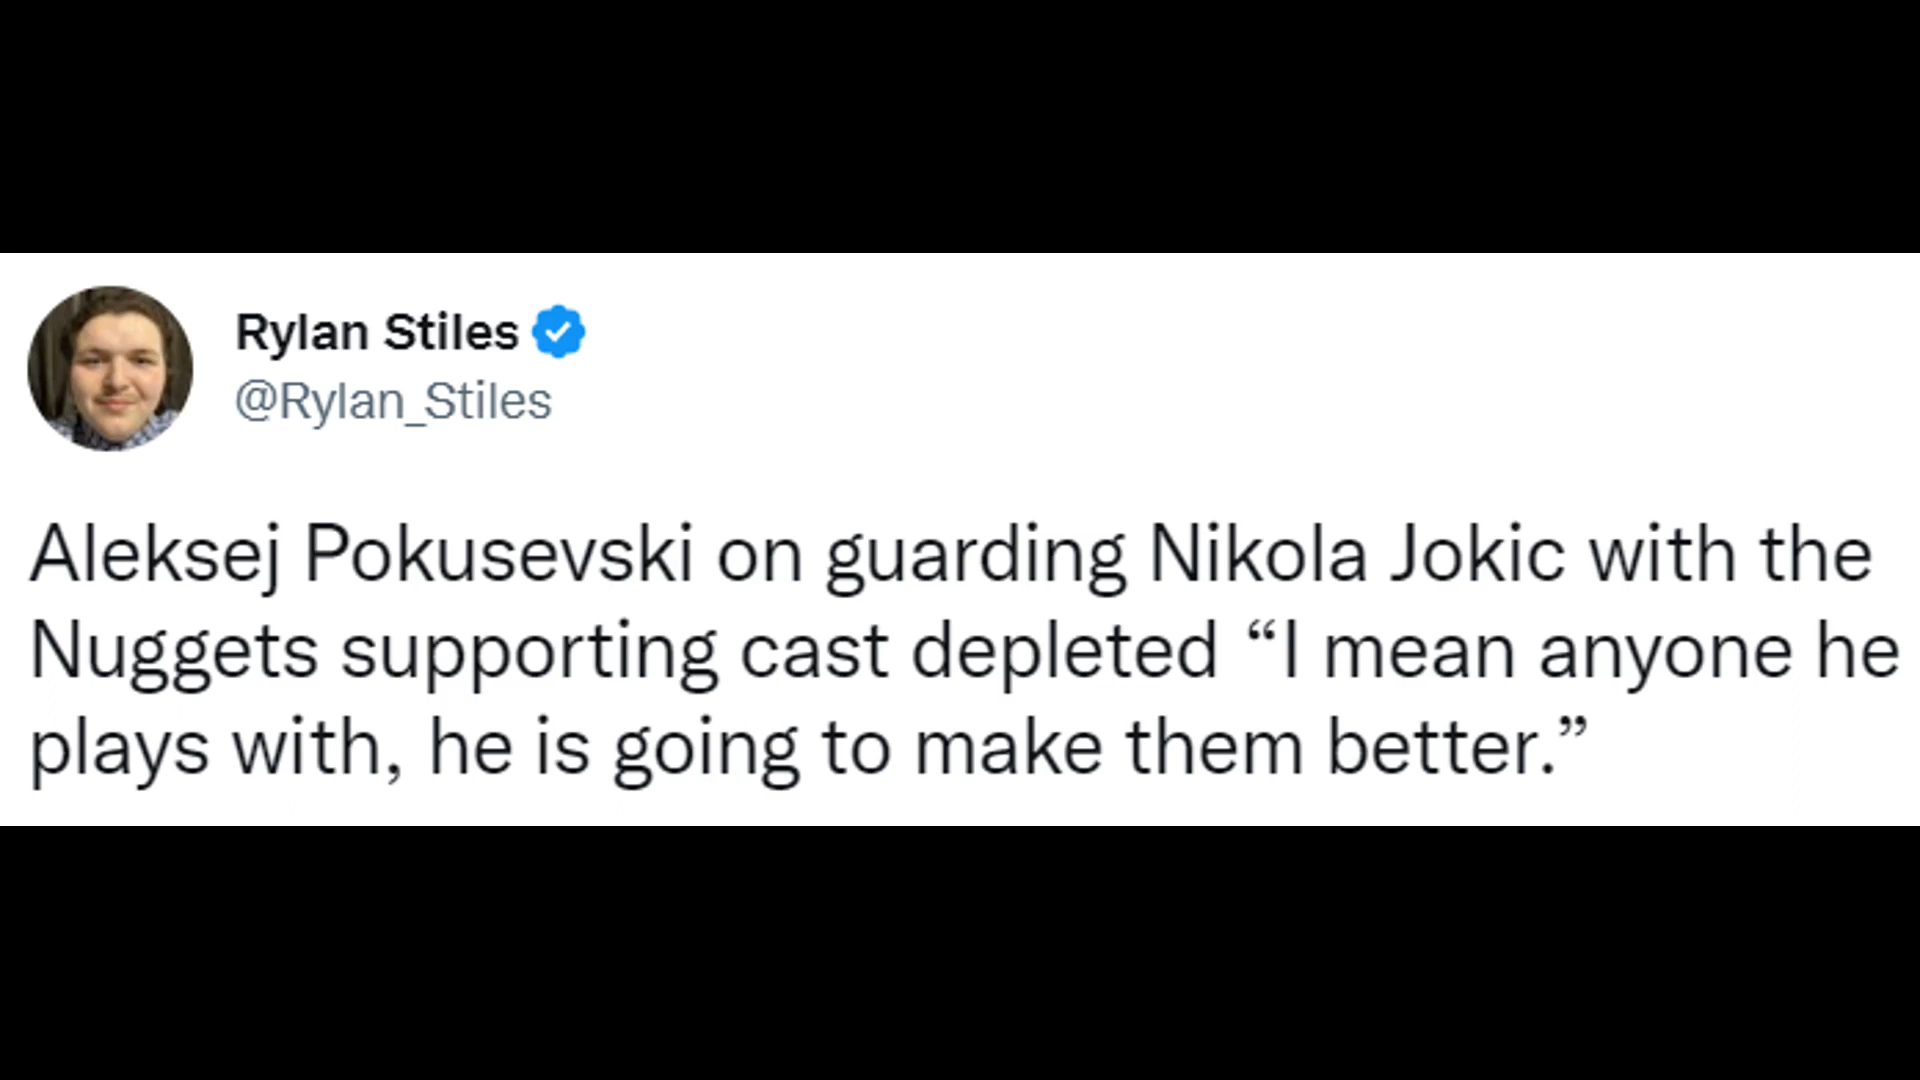 Rylan Stiles
@Rylan_Stiles
Aleksej Pokusevski on guarding Nikola Jokic with the
Nuggets supporting cast depleted “I mean anyone he
plays with, he is going to make them better.”